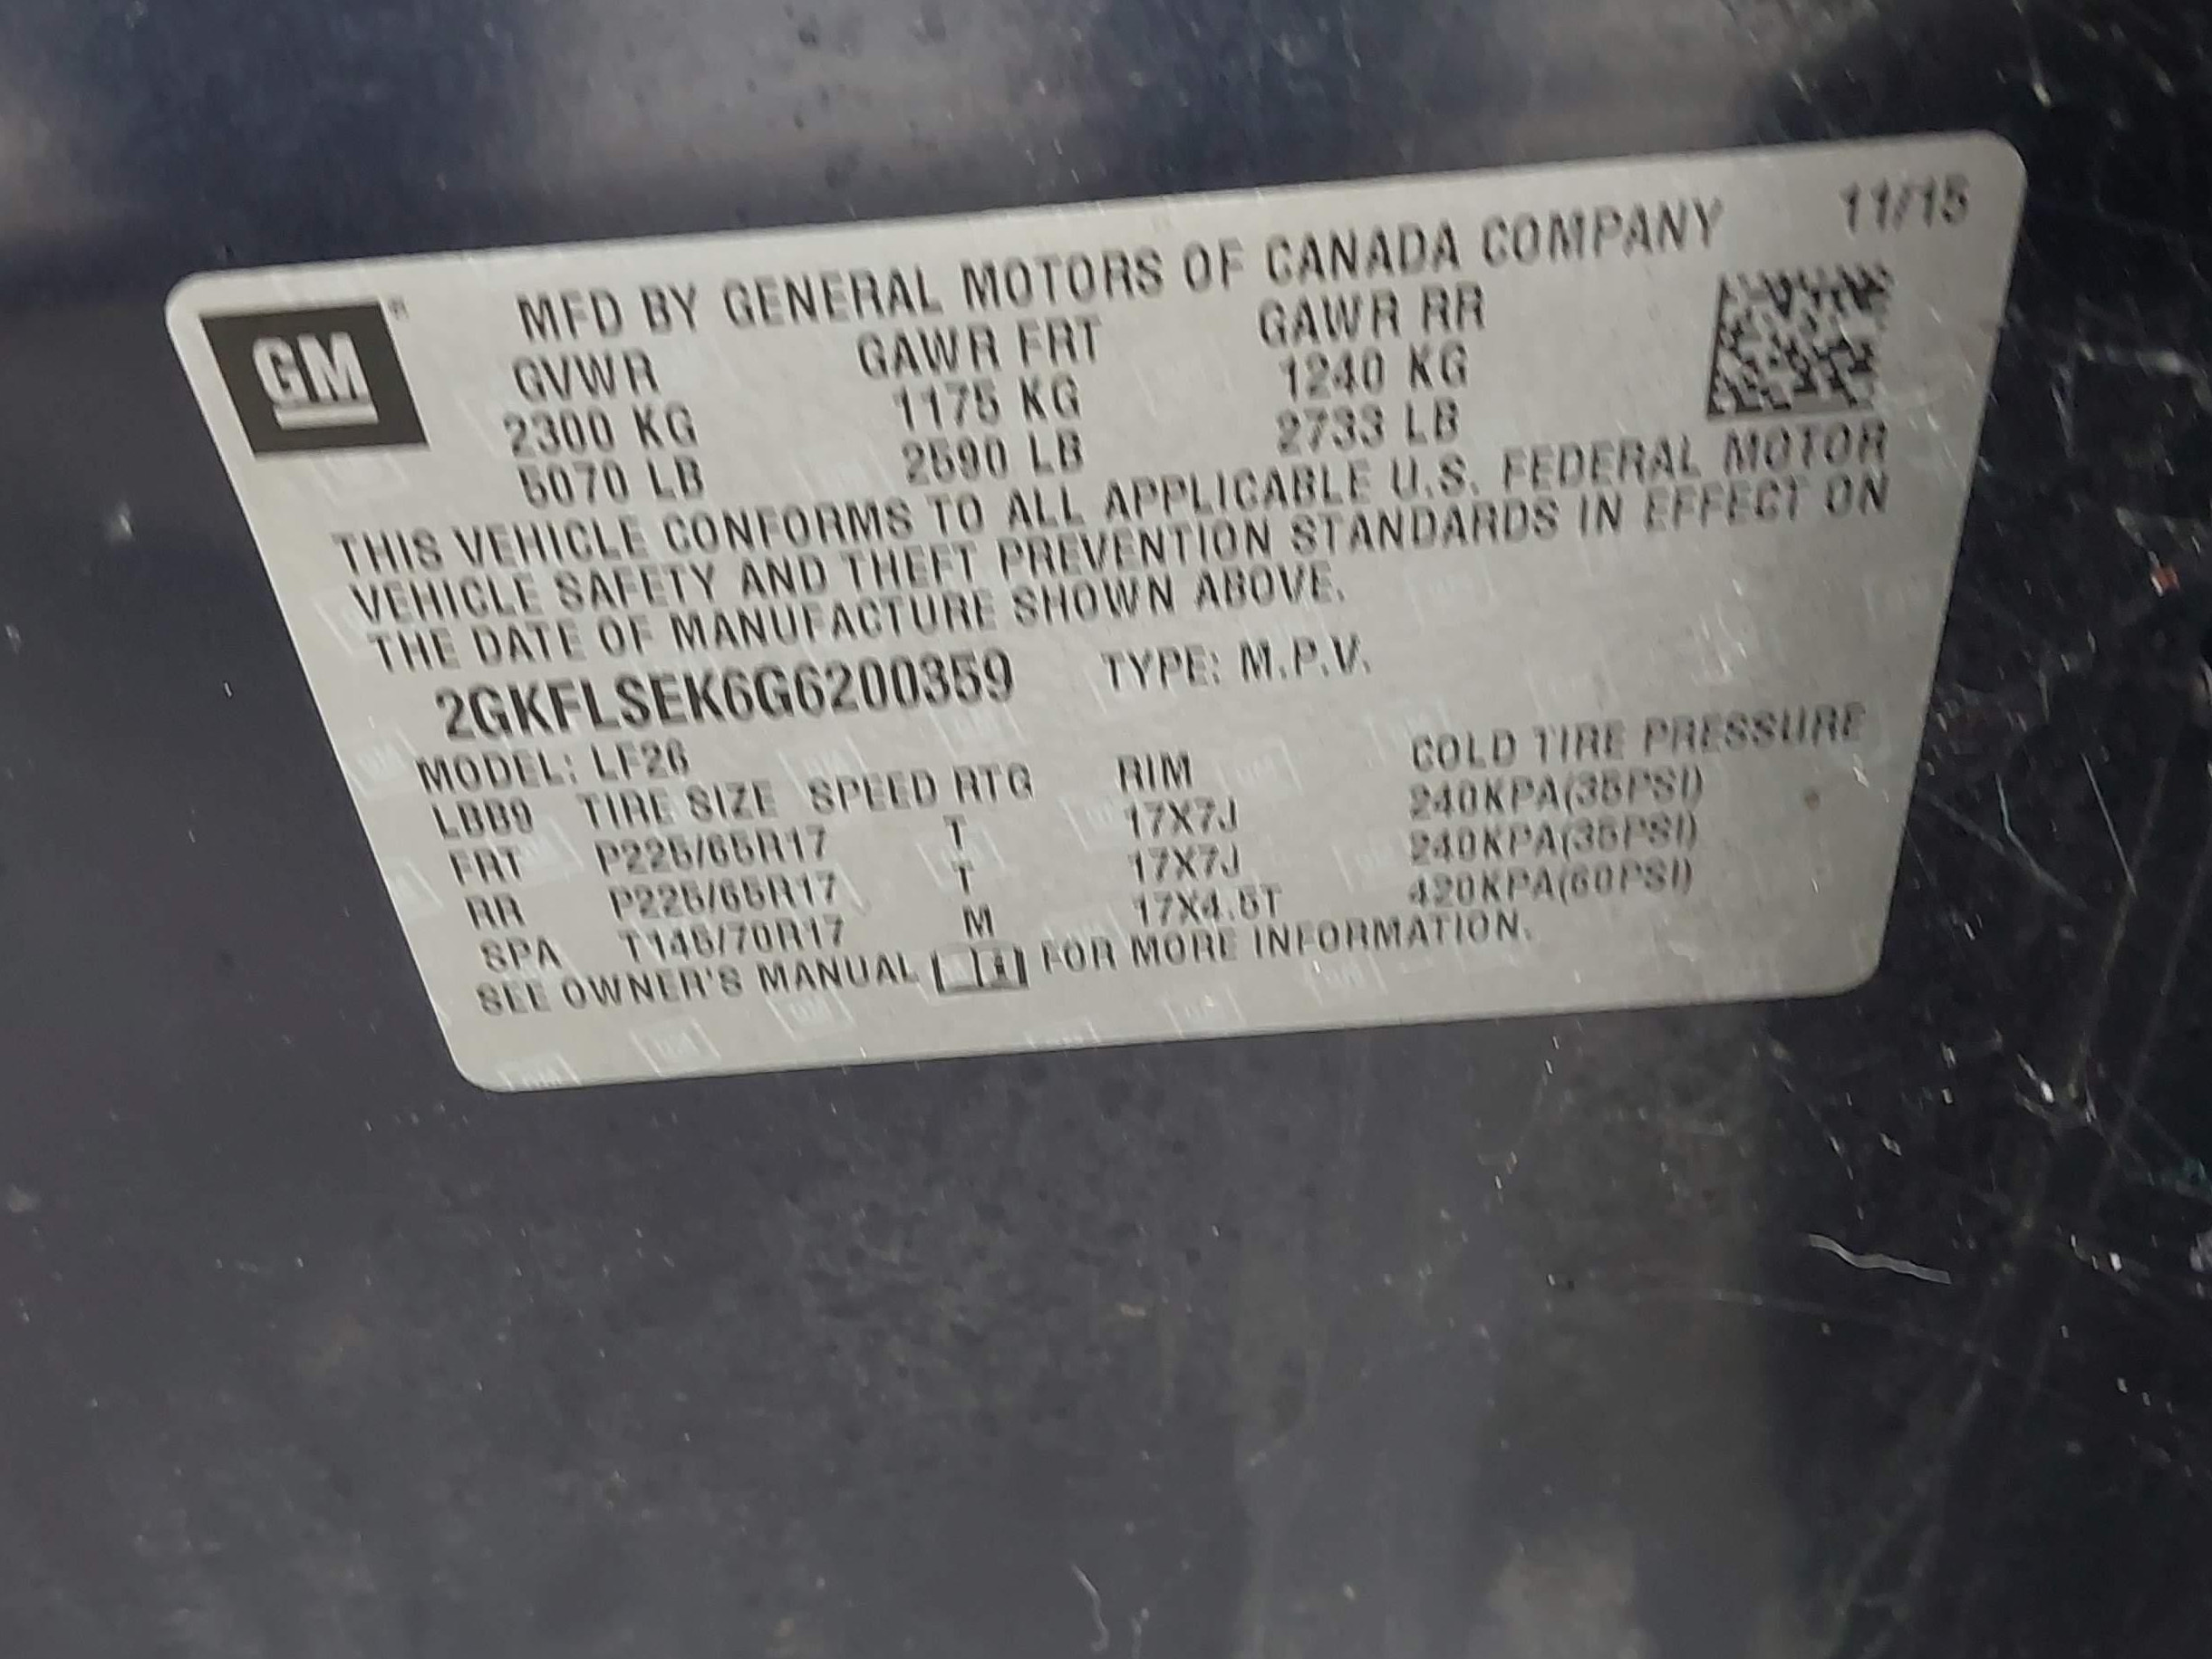 GM ® MFD BY GENERAL MOTORS OF CANADA COMPANY 11/15
GVWR GAWR FRT GAWR RR
2300 KG 1175 KG 1240 KG
5070 LB 2590 LB 2733 LB
THIS VEHICLE CONFORMS TO ALL APPLICABLE U.S. FEDERAL MOTOR
VEHICLE SAFETY AND THEFT PREVENTION STANDARDS IN EFFECT ON
THE DATE OF MANUFACTURE SHOWN ABOVE.
2GKFLSEK6G6200359 TYPE: M.P.V.
MODEL: LF26
LBB9 TIRE SIZE SPEED RTG RIM COLD TIRE PRESSURE
FRT P225/65R17 T 17X7J 240KPA(35PSI)
RR P225/65R17 T 17X7J 240KPA(35PSI)
SPA T145/70R17 M 17X4.5T 420KPA(60PSI)
SEE OWNER'S MANUAL FOR MORE INFORMATION.